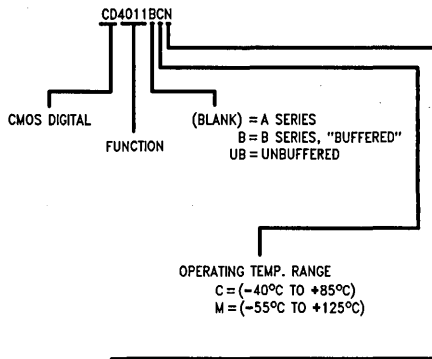 CD4011BCN
CMOS DIGITAL
FUNCTION
(BLANK) = A SERIES
B = B SERIES, "BUFFERED"
UB = UNBUFFERED
OPERATING TEMP. RANGE
C = (-40°C TO +85°C)
M = (-55°C TO +125°C)